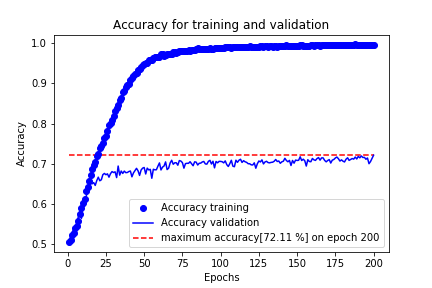 Accuracy for training and validation
1.0
0.9
0.8
0.7
0.6
0.5
Accuracy
Accuracy training
Accuracy validation
maximum accuracy[72.11 %] on epoch 200
0 25 50 75 100 125 150 175 200
Epochs